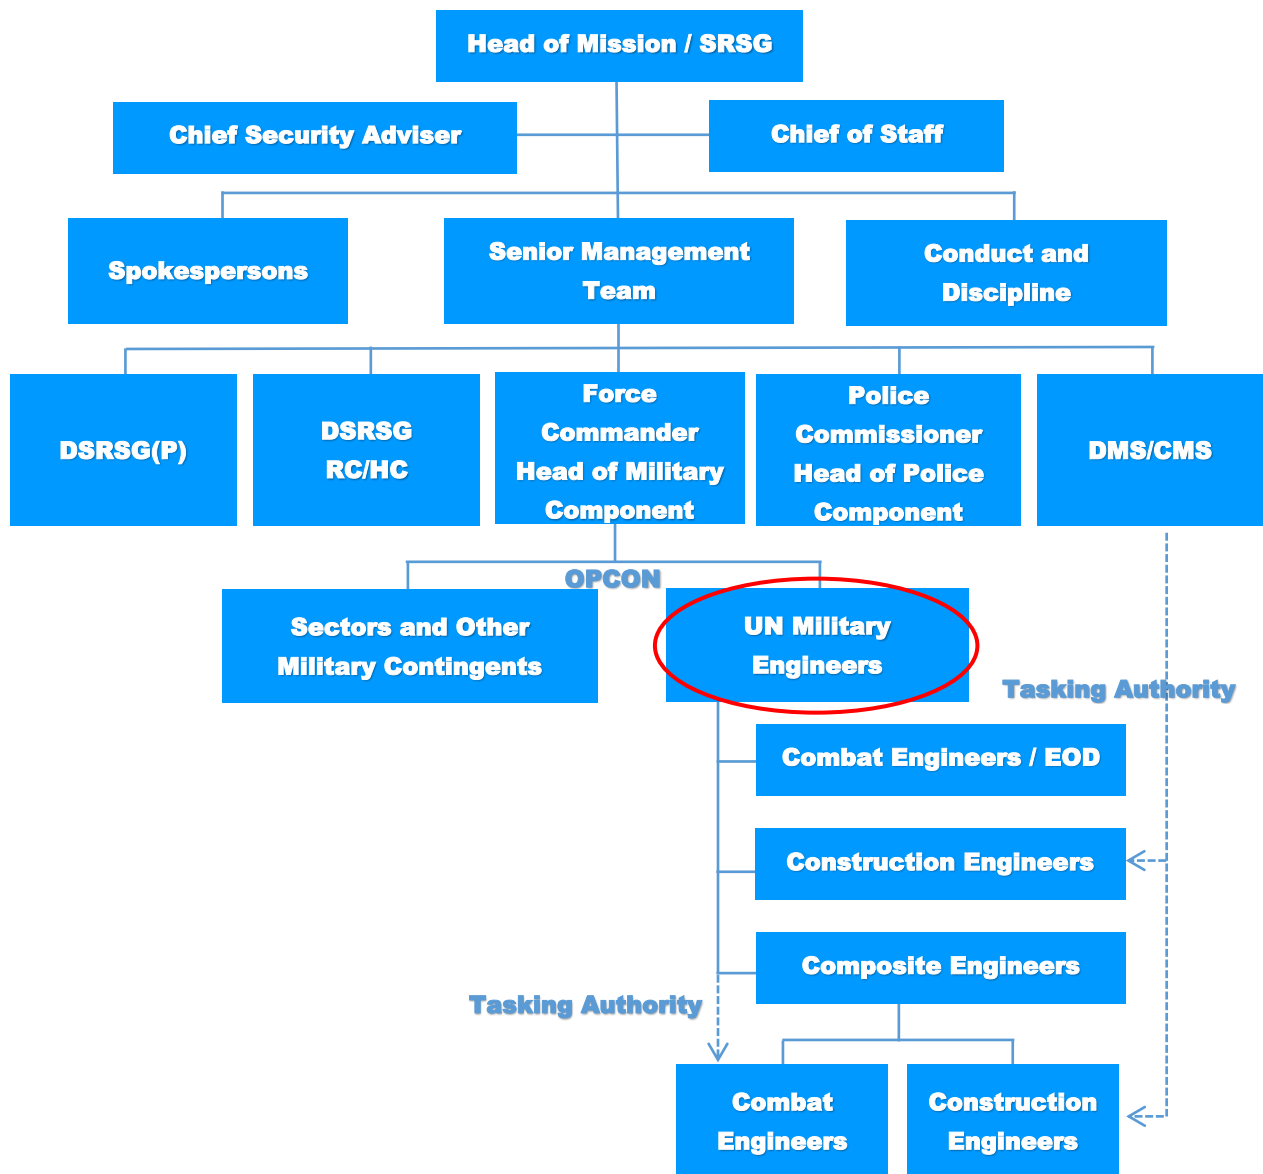 Head of Mission / SRSG
Chief Security Adviser
Chief of Staff
Spokespersons
Senior Management
Team
Conduct and
Discipline
DSRSG(P)
DSRSG
RC/HC
Force
Commander
Head of Military
Component
Police
Commissioner
Head of Police
Component
DMS/CMS
OPCON
Sectors and Other
Military Contingents
UN Military
Engineers
Tasking Authority
Combat Engineers / EOD
Construction Engineers
Composite Engineers
Tasking Authority
Combat
Engineers
Construction
Engineers